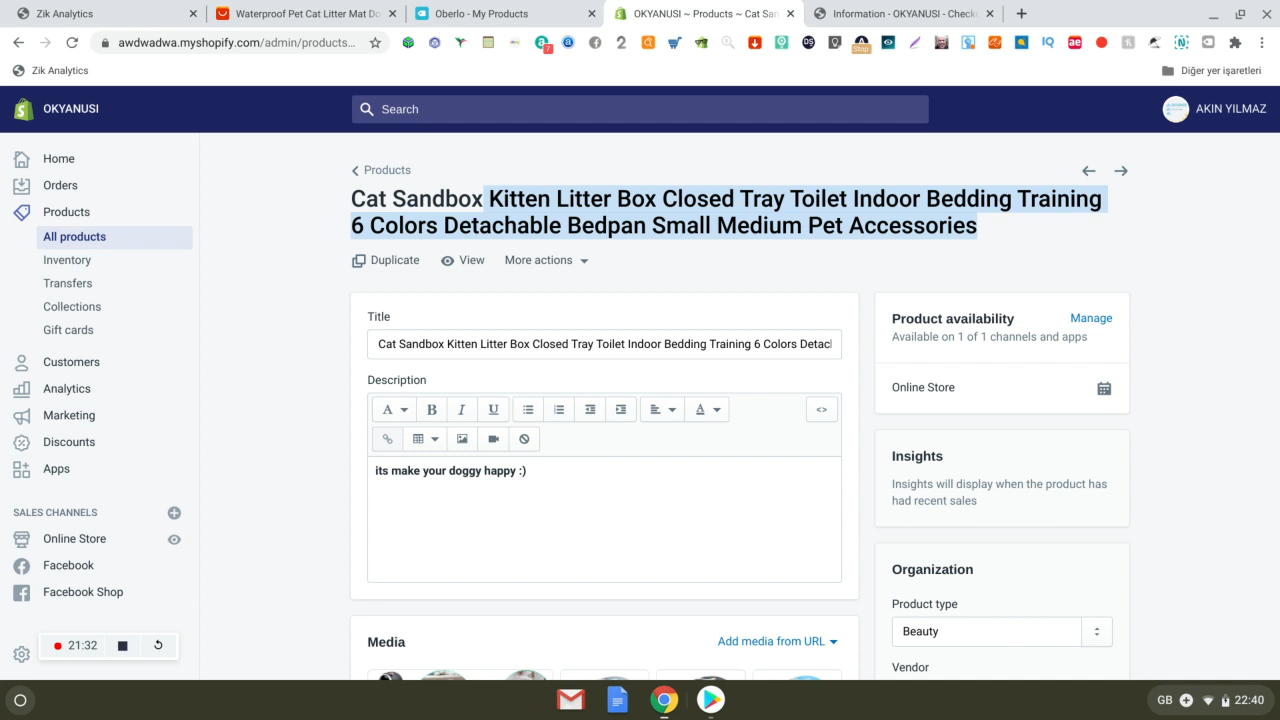 Zik Analytics
Waterproof Pet Cat Litter Mat Do
Oberlo - My Products
OKYANUSI ~ Products ~ Cat San
Information - OKYANUSI - Check
awdwadwa.myshopify.com/admin/products...
7
Stop
IQ
ae
Zik Analytics
Diğer yer işaretleri
OKYANUSI
Search
AKIN YILMAZ
Home
Orders
Products
All products
Inventory
Transfers
Collections
Gift cards
Customers
Analytics
Marketing
Discounts
Apps
SALES CHANNELS
Online Store
Facebook
Facebook Shop
21:32
Products
Cat Sandbox Kitten Litter Box Closed Tray Toilet Indoor Bedding Training
6 Colors Detachable Bedpan Small Medium Pet Accessories
Duplicate
View
More actions
Title
Cat Sandbox Kitten Litter Box Closed Tray Toilet Indoor Bedding Training 6 Colors Detac
Description
A
B
I
U
A
<>
its make your doggy happy :)
Media
Add media from URL
Product availability
Manage
Available on 1 of 1 channels and apps
Online Store
Insights
Insights will display when the product has
had recent sales
Organization
Product type
Beauty
Vendor
GB
22:40